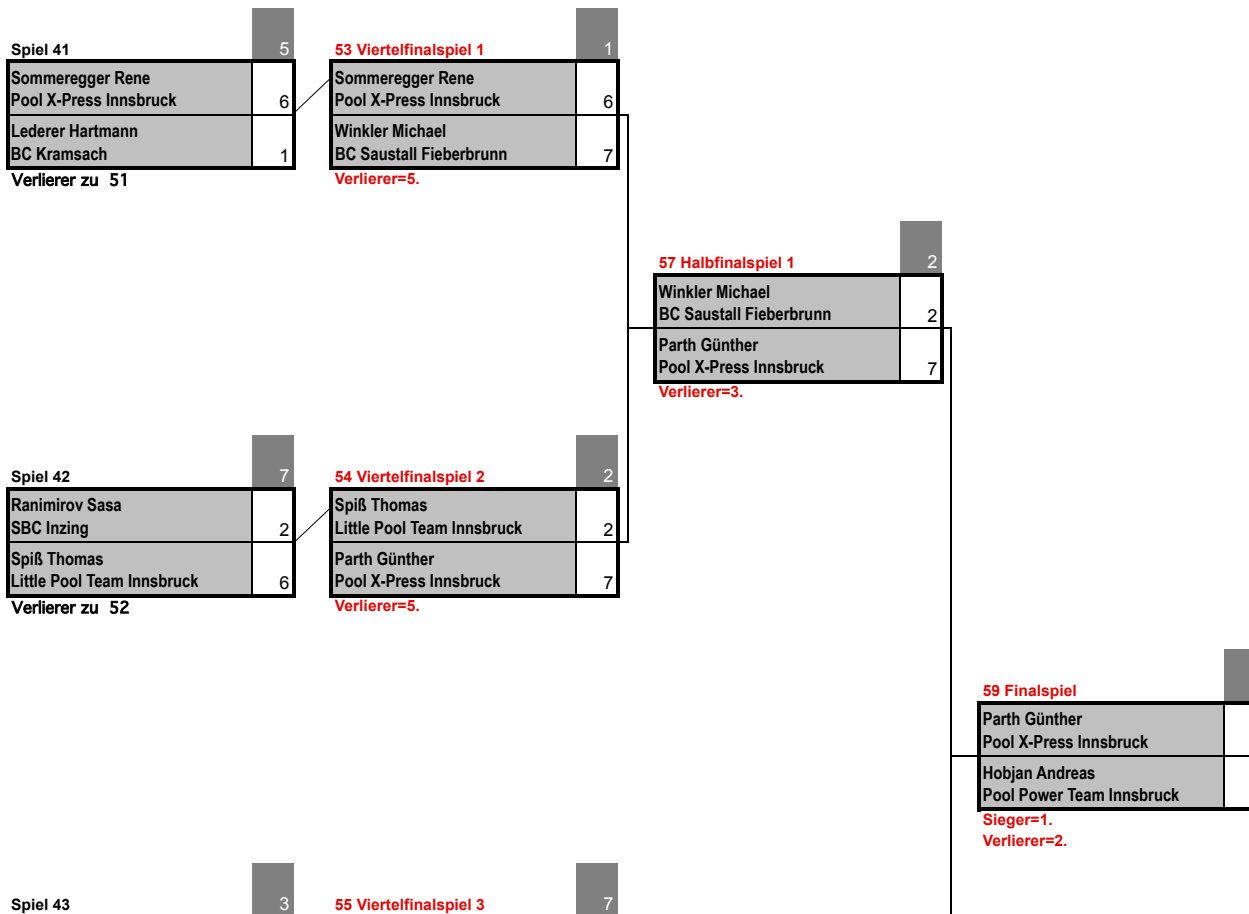 Spiel 41 5
Sommeregger Rene
Pool X-Press Innsbruck 6
Lederer Hartmann
BC Kramsach 1
Verlierer zu 51
53 Viertelfinalspiel 1 1
Sommeregger Rene
Pool X-Press Innsbruck 6
Winkler Michael
BC Saustall Fieberbrunn 7
Verlierer=5.
57 Halbfinalspiel 1 2
Winkler Michael
BC Saustall Fieberbrunn 2
Parth Günther
Pool X-Press Innsbruck 7
Verlierer=3.
Spiel 42 7
Ranimirov Sasa
SBC Inzing 2
Spiß Thomas
Little Pool Team Innsbruck 6
Verlierer zu 52
54 Viertelfinalspiel 2 2
Spiß Thomas
Little Pool Team Innsbruck 2
Parth Günther
Pool X-Press Innsbruck 7
Verlierer=5.
59 Finalspiel
Parth Günther
Pool X-Press Innsbruck
Hobjan Andreas
Pool Power Team Innsbruck
Sieger=1.
Verlierer=2.
Spiel 43 3
55 Viertelfinalspiel 3 7